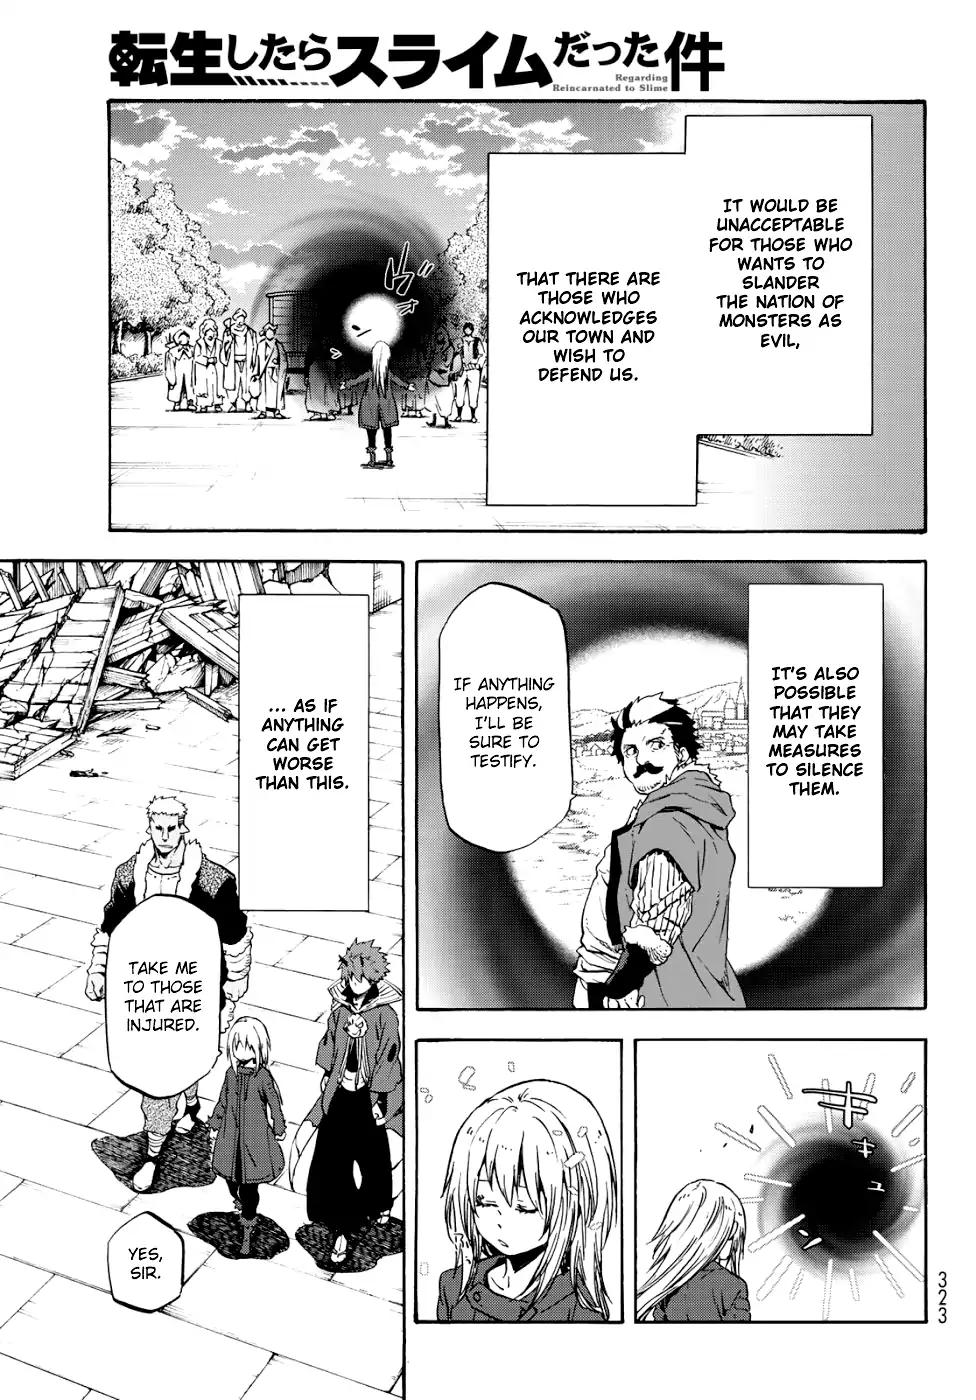 転生したらスライムだった件
Regarding
Reincarnated to Slime
IT WOULD BE
UNACCEPTABLE
FOR THOSE WHO
WANTS TO
SLANDER
THE NATION OF
MONSTERS AS
EVIL,
THAT THERE ARE
THOSE WHO
ACKNOWLEDGES
OUR TOWN AND
WISH TO
DEFEND US.
IT'S ALSO
POSSIBLE
THAT THEY
MAY TAKE
MEASURES
TO SILENCE
THEM.
IF ANYTHING
HAPPENS,
I'LL BE
SURE TO
TESTIFY.
キィュ
... AS IF
ANYTHING
CAN GET
WORSE
THAN THIS.
TAKE ME
TO THOSE
THAT ARE
INJURED.
YES,
SIR.
323